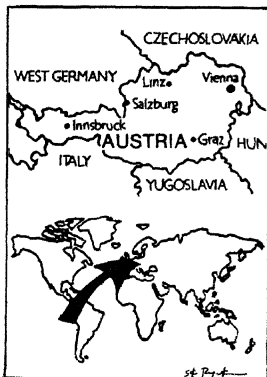 CZECHOSLOVAKIA
WEST GERMANY
Linz
Vienna
Salzburg
Innsbruck
AUSTRIA
Graz
HUN
ITALY
YUGOSLAVIA